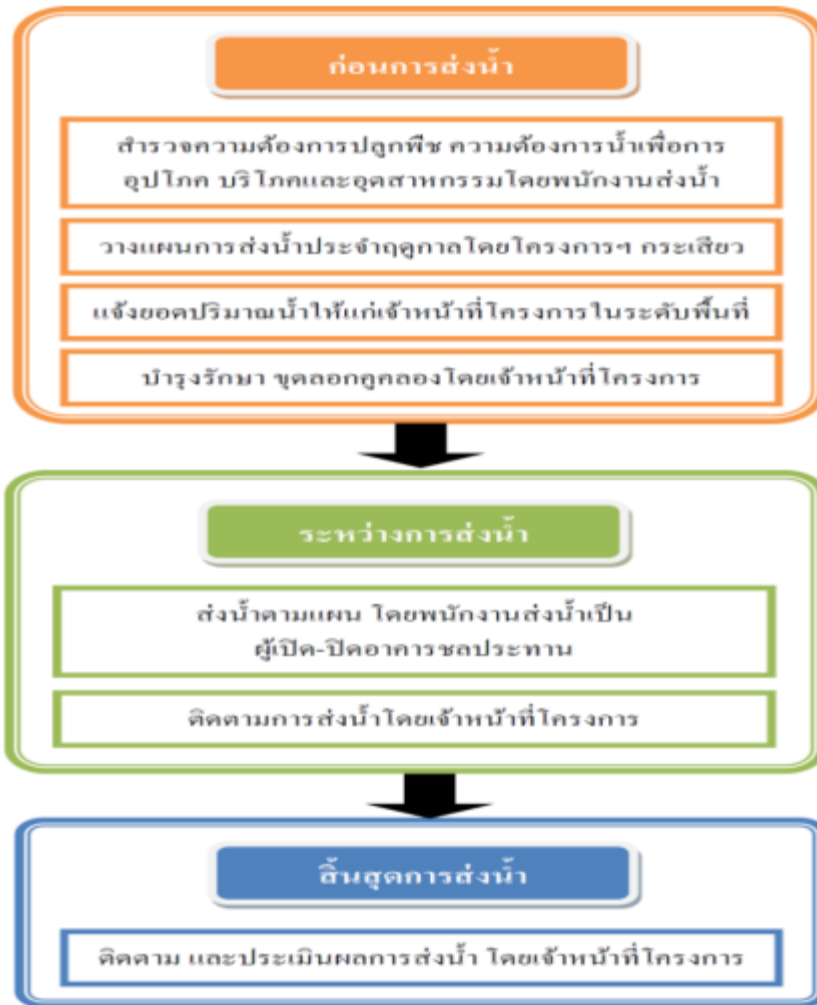 ก่อนการส่งน้ำ
สำรวจความต้องการปลูกพืช ความต้องการน้ำเพื่อการ
อุปโภค บริโภคและอุตสาหกรรมโดยพนักงานส่งน้ำ
วางแผนการส่งน้ำประจำฤดูกาลโดยโครงการฯ กระเสียว
แจ้งยอดปริมาณน้ำให้แก่เจ้าหน้าที่โครงการในระดับพื้นที่
บำรุงรักษา ขุดลอกคูคลองโดยเจ้าหน้าที่โครงการ
ระหว่างการส่งน้ำ
ส่งน้ำตามแผน โดยพนักงานส่งน้ำเป็น
ผู้เปิด-ปิดอาคารชลประทาน
ติดตามการส่งน้ำโดยเจ้าหน้าที่โครงการ
สิ้นสุดการส่งน้ำ
ติดตาม และประเมินผลการส่งน้ำ โดยเจ้าหน้าที่โครงการ